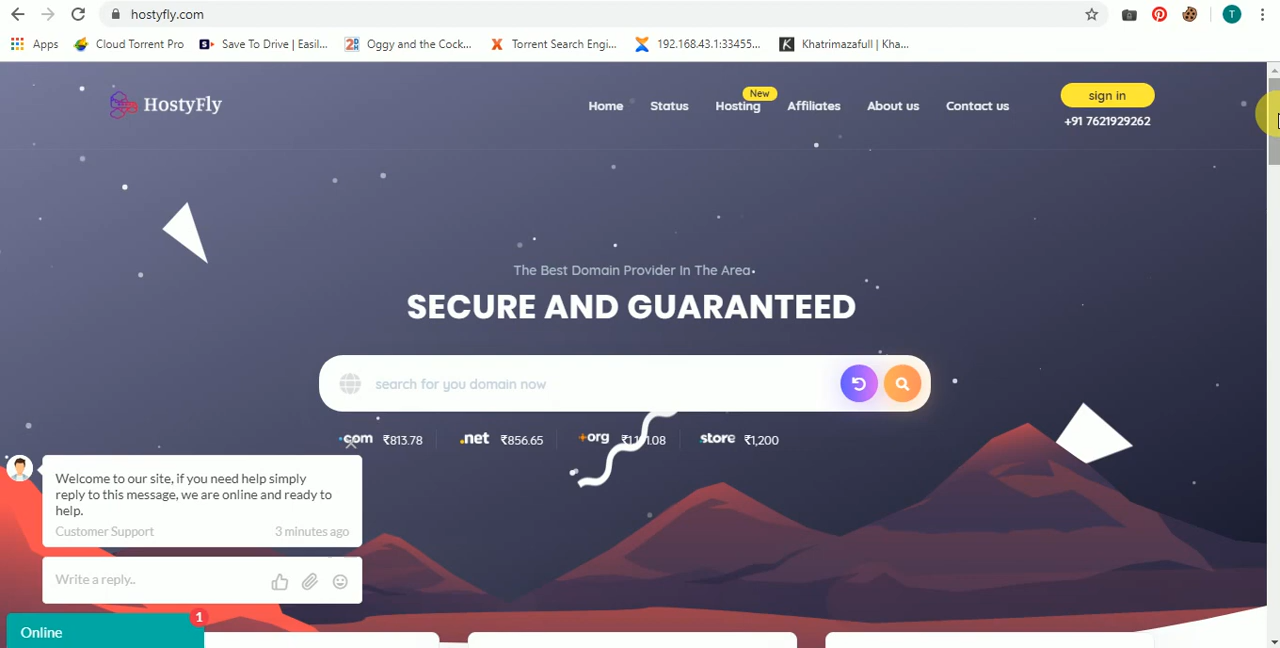 hostyfly.com
T
Apps
Cloud Torrent Pro
Save To Drive | Easil...
Oggy and the Cock...
Torrent Search Engi...
192.168.43.1:33455...
Khatrimazafull | Kha...
HostyFly
Home
Status
Hosting
New
Affiliates
About us
Contact us
sign in
+91 7621929262
The Best Domain Provider In The Area
SECURE AND GUARANTEED
search for you domain now
.com ₹813.78
.net ₹856.65
.org
.store ₹1,200
Welcome to our site, if you need help simply
reply to this message, we are online and ready to
help.
Customer Support 3 minutes ago
Write a reply..
1
Online